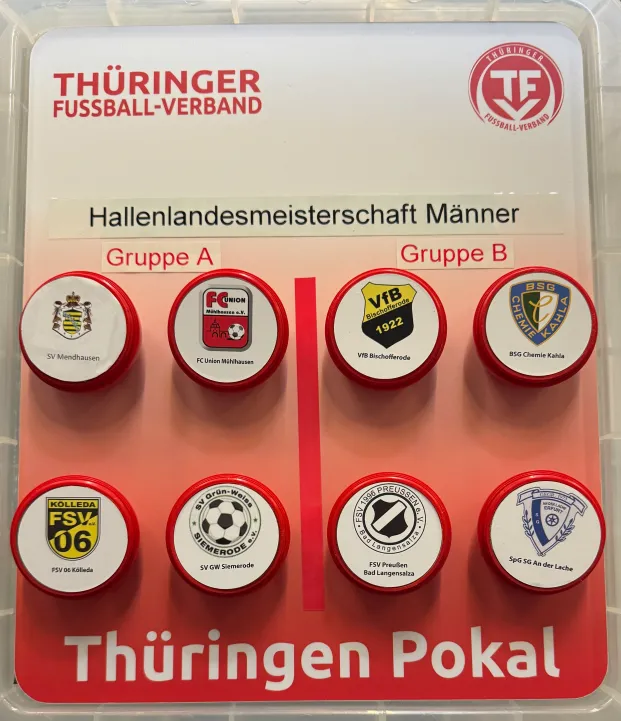 THÜRINGER
FUSSBALL-VERBAND
THÜRINGER
TFV
FUSSBALL-VERBAND
Hallenlandesmeisterschaft Männer
Gruppe A
Gruppe B
SV Mendhausen
FC UNION
Mühlhausen e.V.
FC Union Mühlhausen
VfB
Bischofferode
1922
VfB Bischofferode
BSG
CHEMIE KAHLA
BSG Chemie Kahla
KÖLLEDA
FSV e.V.
06
FSV 06 Kölleda
SV Grün-Weiss
SIEMERODE e.V.
SV GW Siemerode
FSV 1996 PREUSSEN e.V.
Bad Langensalza
FSV Preußen
Bad Langensalza
ERFURT
SpG SG An der Lache
Thüringen Pokal